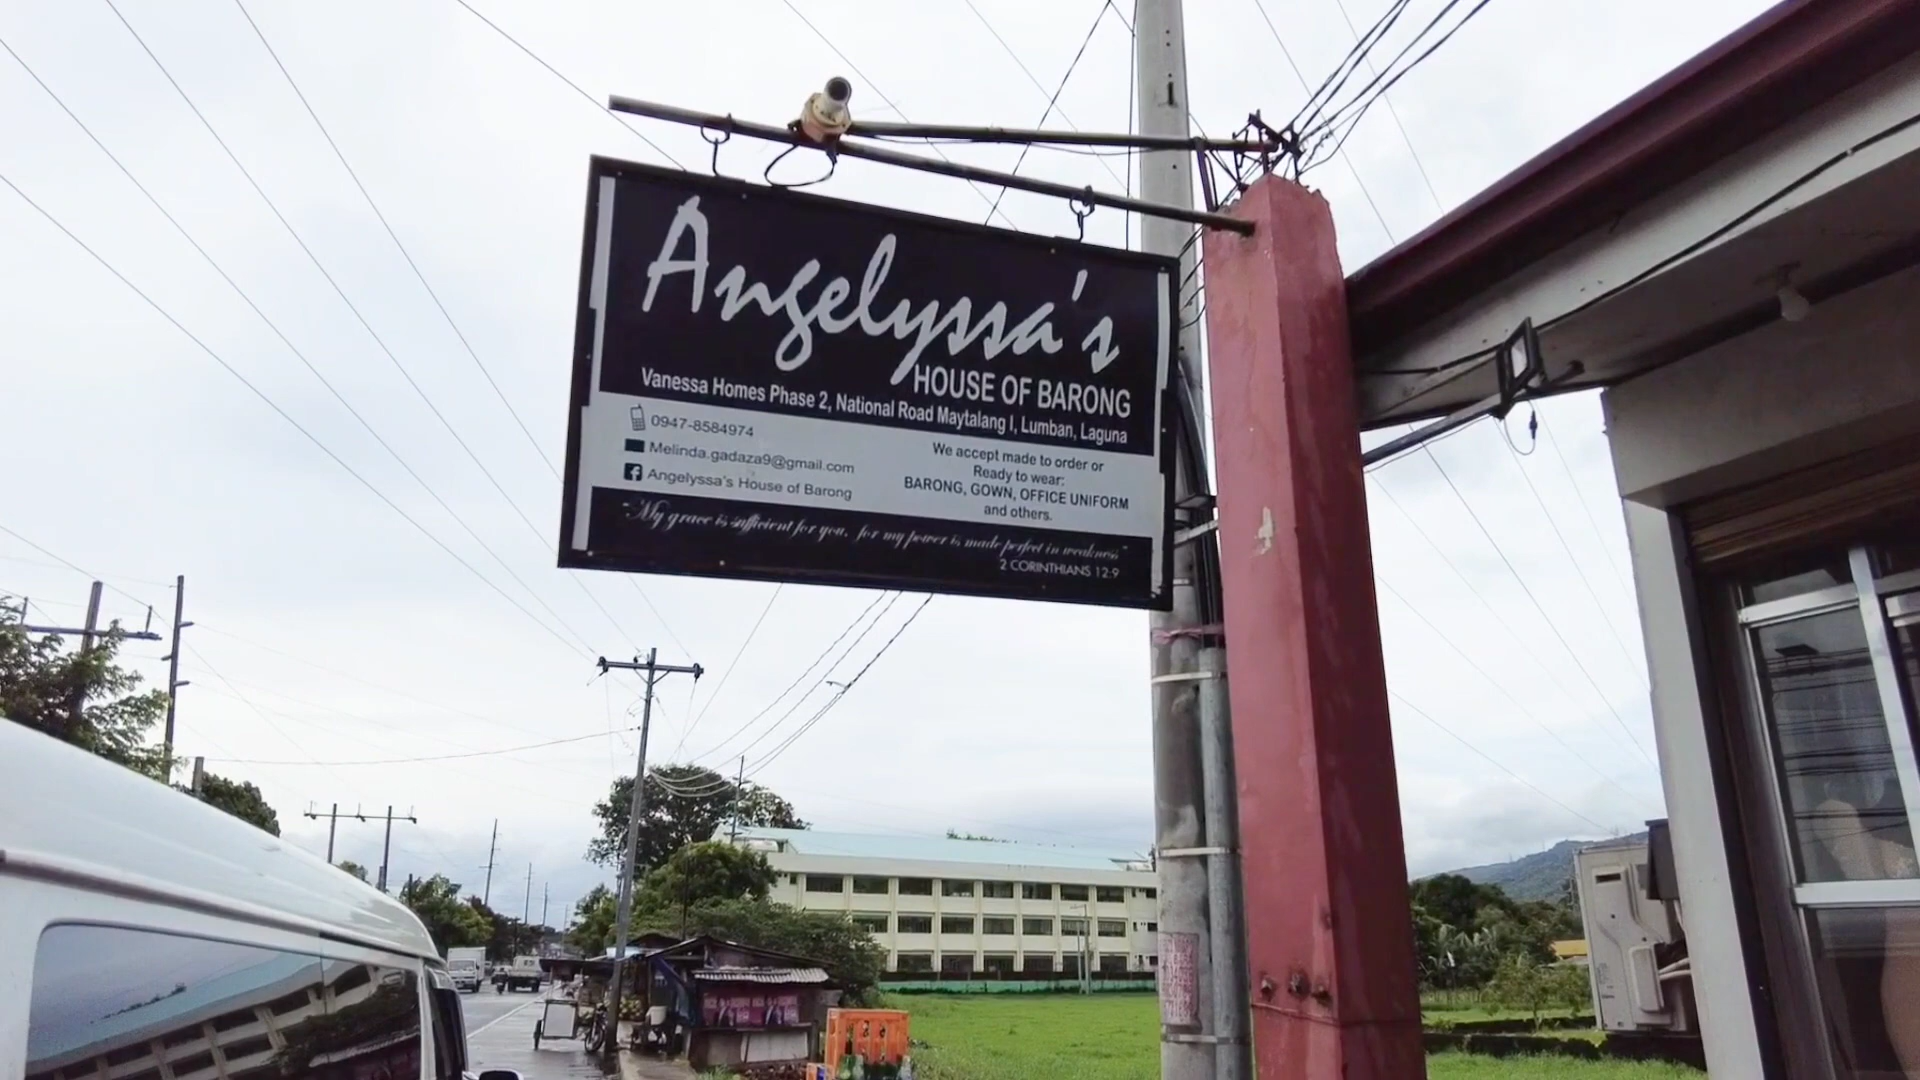 Angelyssa's
HOUSE OF BARONG
Vanessa Homes Phase 2, National Road Maytalang I, Lumban, Laguna
0947-8584974
Melinda.gadaza9@gmail.com
Angelyssa's House of Barong
We accept made to order or
Ready to wear:
BARONG, GOWN, OFFICE UNIFORM
and others.
"My grace is sufficient for you, for my power is made perfect in weakness"
2 CORINTHIANS 12:9